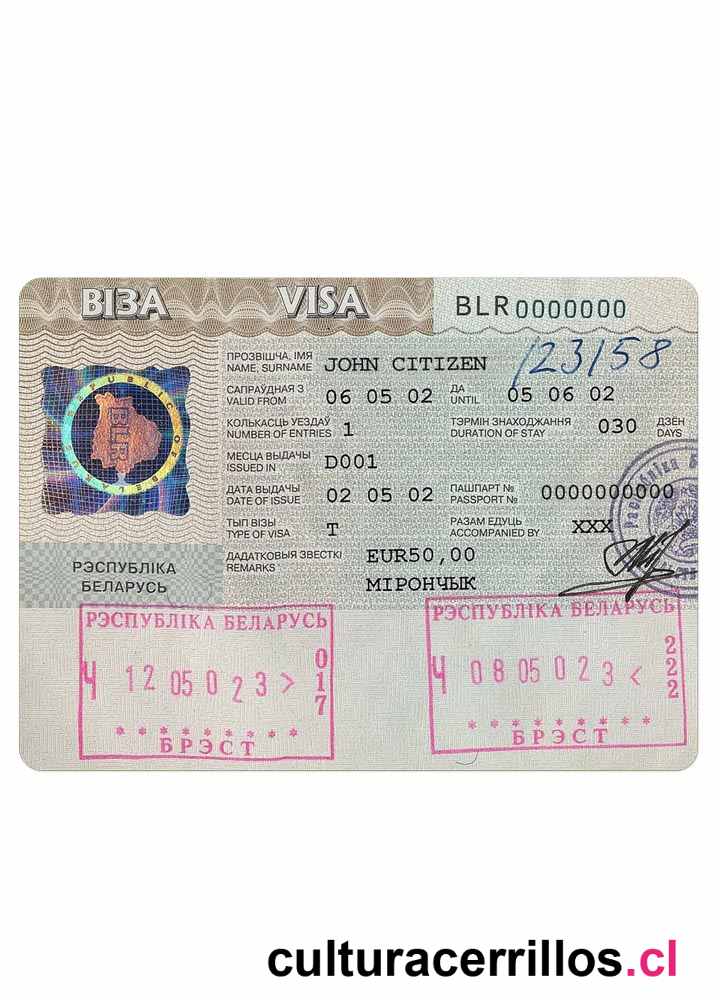 ВІЗА VISA BLR0000000
123158
ПРОЗВІШЧА, ІМЯ
NAME, SURNAME JOHN CITIZEN
САПРАЎДНАЯ З ДА
VALID FROM 06 05 02 UNTIL 05 06 02
КОЛЬКАСЦЬ УЕЗДАЎ ТЭРМІН ЗНАХОДЖАННЯ ДЗЁН
NUMBER OF ENTRIES 1 DURATION OF STAY 030 DAYS
МЕСЦА ВЫДАЧЫ
ISSUED IN D001
ДАТА ВЫДАЧЫ ПАШПАРТ №
DATE OF ISSUE 02 05 02 PASSPORT № 0000000000
ТЫП ВІЗЫ РАЗАМ ЕДУЦЬ
TYPE OF VISA T ACCOMPANIED BY XXX
ДАДАТКОВЫЯ ЗВЕСТКІ
REMARKS EUR50,00
МІРОНЧЫК
REPUBLIC OF BELARUS
BLR
РЭСПУБЛІКА
БЕЛАРУСЬ
РЭСПУБЛІКА БЕЛАРУСЬ
Ч 12 05 02 3 > 017
* * * * * * * * *
БРЭСТ
РЭСПУБЛІКА БЕЛАРУСЬ
Ч 08 05 02 3 < 222
* * * * * * * * *
БРЭСТ
culturacerrillos.cl